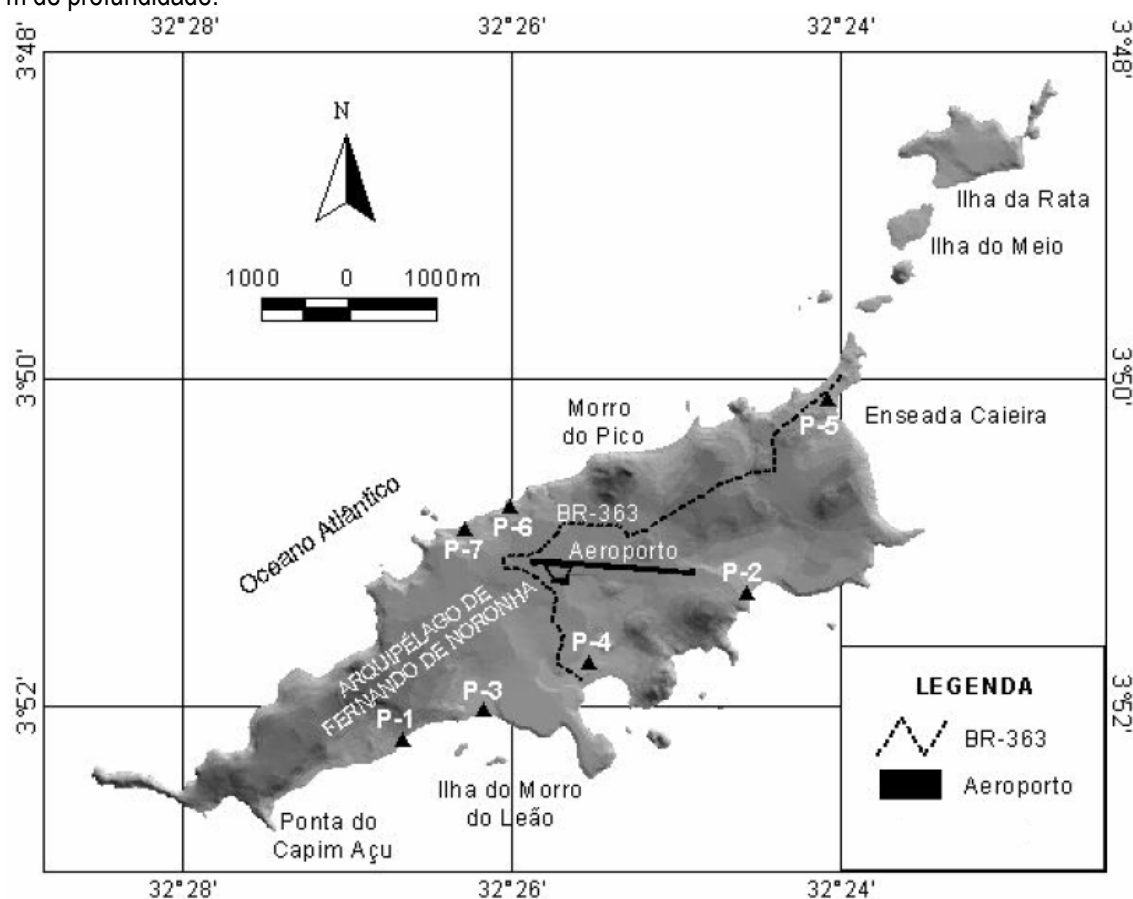 m de profundidade.
32°28'
32°26'
32°24'
3°48'
3°48'
N
1000 0 1000m
Ilha da Rata
Ilha do Meio
3°50'
3°50'
Morro
do Pico
P-5
Enseada Caieira
Oceano Atlântico
P-6
BR-363
P-7
Aeroporto
P-2
ARQUIPÉLAGO DE
FERNANDO DE NORONHA
P-4
P-3
P-1
3°52'
3°52'
LEGENDA
BR-363
Aeroporto
Ilha do Morro
do Leão
Ponta do
Capim Açu
32°28'
32°26'
32°24'